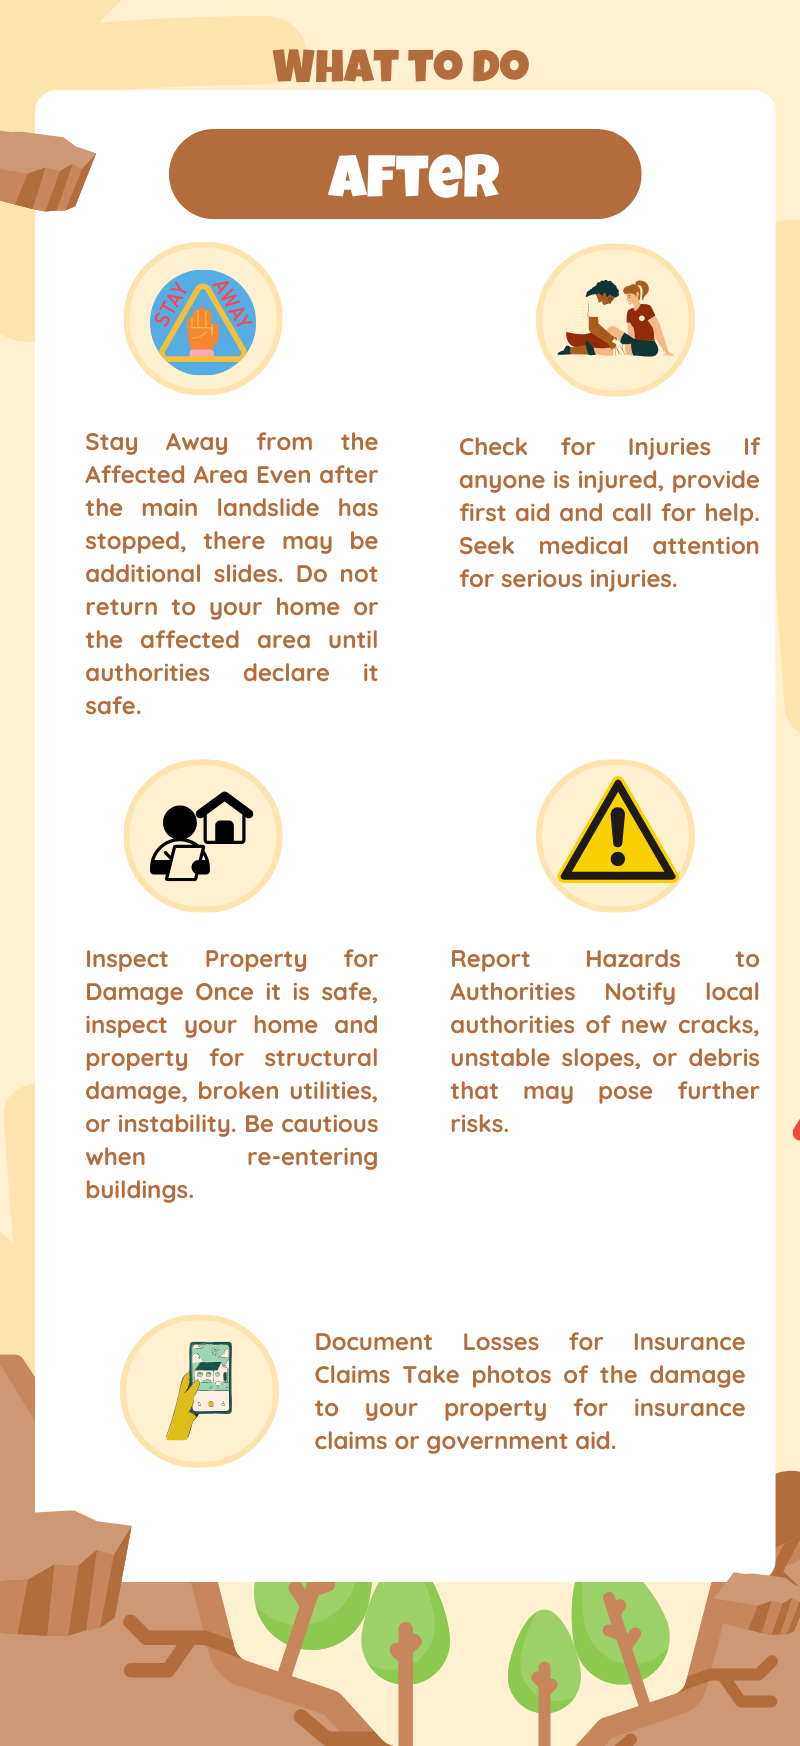 WHAT TO DO
AFTeR
STAY AWAY
Stay Away from the
Affected Area Even after
the main landslide has
stopped, there may be
additional slides. Do not
return to your home or
the affected area until
authorities declare it
safe.
Check for Injuries If
anyone is injured, provide
first aid and call for help.
Seek medical attention
for serious injuries.
Inspect Property for
Damage Once it is safe,
inspect your home and
property for structural
damage, broken utilities,
or instability. Be cautious
when re-entering
buildings.
Report Hazards to
Authorities Notify local
authorities of new cracks,
unstable slopes, or debris
that may pose further
risks.
Document Losses for Insurance
Claims Take photos of the damage
to your property for insurance
claims or government aid.